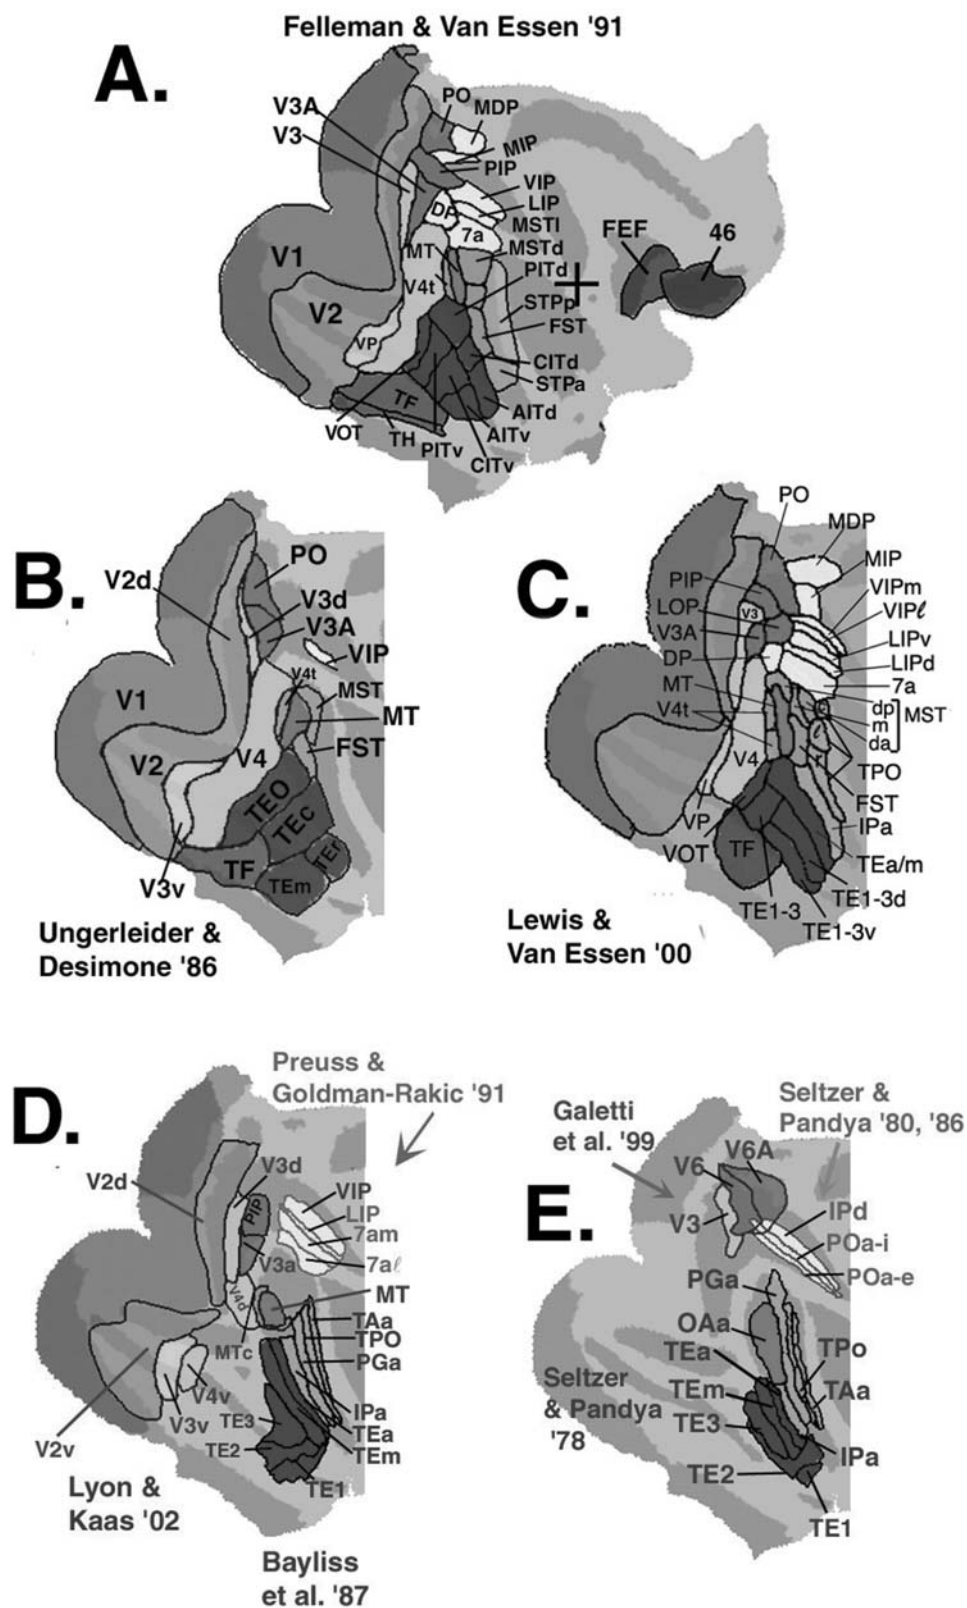 Felleman & Van Essen '91
A.
PO
MDP
V3A
V3
MIP
PIP
VIP
LIP
DP
MSTl
7a
MSTd
FEF
46
V1
MT
PITd
V4t
V2
STPp
FST
VP
CITd
STPa
TF
AITd
VOT
TH
AITv
PITv
CITv
B.
PO
V2d
V3d
V3A
VIP
V4t
MST
V1
MT
V2
V4
FST
TEO
TEc
TEr
TF
TEm
V3v
Ungerleider &
Desimone '86
C.
PO
MDP
MIP
PIP
VIPm
LOP
V3
VIPℓ
V3A
LIPv
DP
LIPd
MT
7a
V4t
dp
m
MST
da
ℓ
r
V4
TPO
FST
VP
IPa
VOT
TF
TEa/m
TE1-3d
TE1-3
TE1-3v
Lewis &
Van Essen '00
Preuss &
Goldman-Rakic '91
D.
V3d
V2d
VIP
PIP
LIP
7am
V3a
7aℓ
V4d
MT
TAa
MTc
TPO
PGa
V4v
IPa
V3v
TE3
TEa
V2v
TE2
TEm
TE1
Lyon &
Kaas '02
Bayliss
et al. '87
Galetti
et al. '99
Seltzer &
Pandya '80, '86
V6A
V6
E.
V3
IPd
POa-i
PGa
POa-e
OAa
TEa
TPo
Seltzer
& Pandya
'78
TEm
TAa
TE3
IPa
TE2
TE1